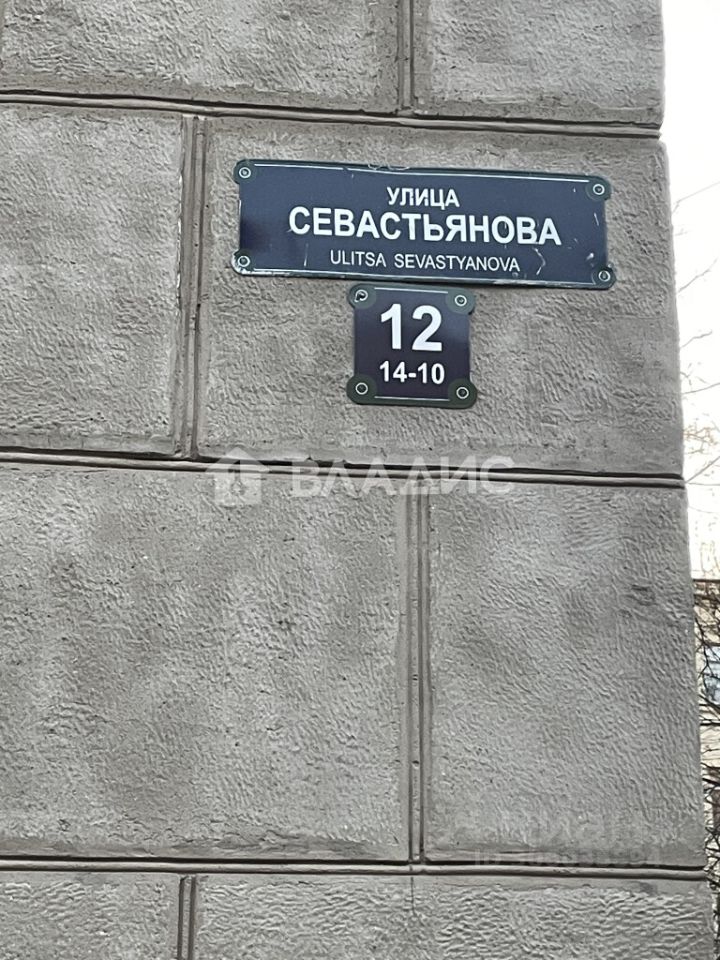 УЛИЦА
СЕВАСТЬЯНОВА
ULITSA SEVASTYANOVA
12
14-10
ВЛАДИС